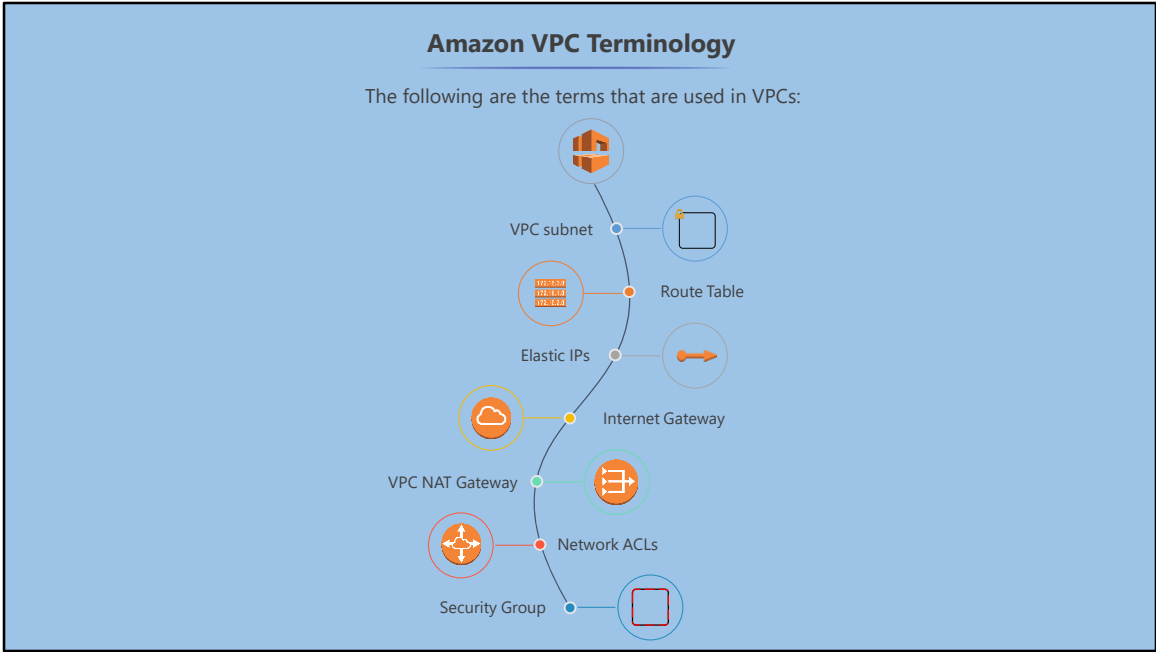 Amazon VPC Terminology
The following are the terms that are used in VPCs:
VPC subnet
Route Table
Elastic IPs
Internet Gateway
VPC NAT Gateway
Network ACLs
Security Group